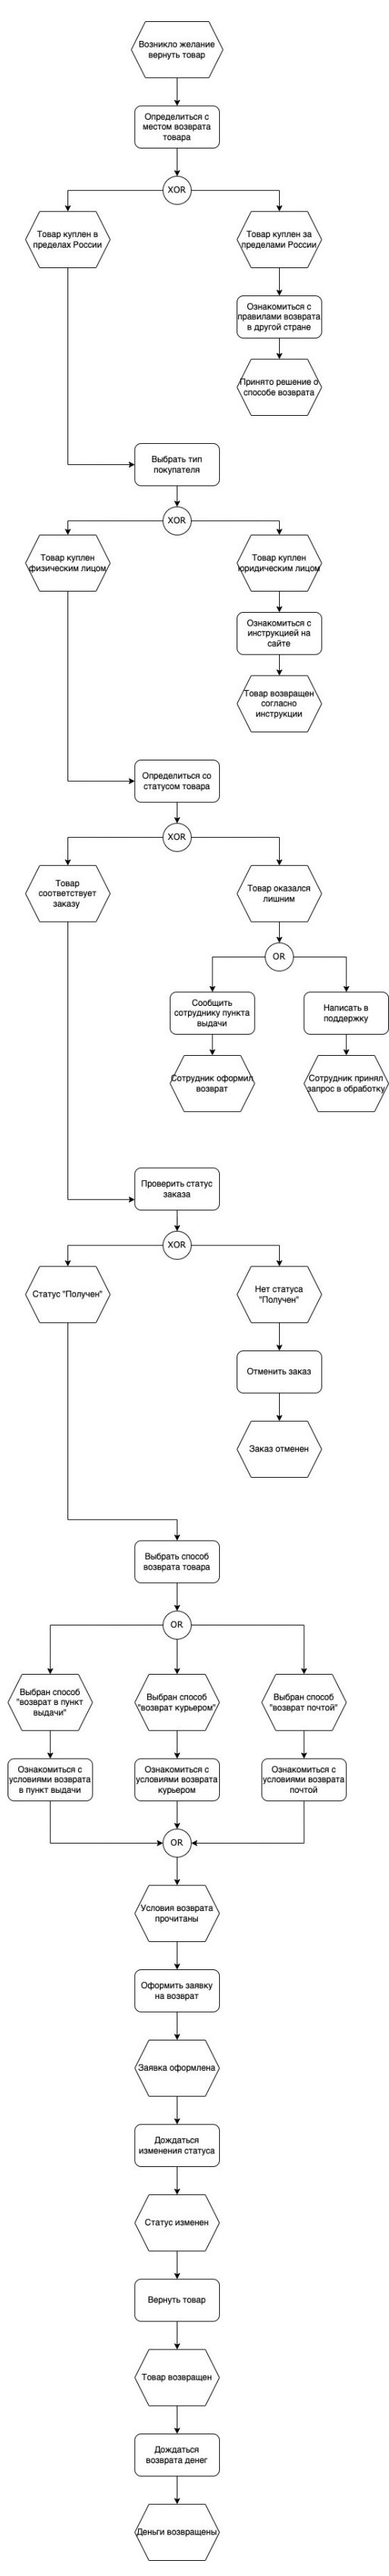 Возникло желание
вернуть товар
Определиться с
местом возврата
товара
XOR
Товар куплен в
пределах России
Товар куплен за
пределами России
Ознакомиться с
правилами возврата
в другой стране
Принято решение о
способе возврата
Выбрать тип
покупателя
XOR
Товар куплен
физическим лицом
Товар куплен
юридическим лицом
Ознакомиться с
инструкцией на
сайте
Товар возвращен
согласно
инструкции
Определиться со
статусом товара
XOR
Товар
соответствует
заказу
Товар оказался
лишним
OR
Сообщить
сотруднику пункта
выдачи
Написать в
поддержку
Сотрудник оформил
возврат
Сотрудник принял
запрос в обработку
Проверить статус
заказа
XOR
Статус "Получен"
Нет статуса
"Получен"
Отменить заказ
Заказ отменен
Выбрать способ
возврата товара
OR
Выбран способ
"возврат в пункт
выдачи"
Выбран способ
"возврат курьером"
Выбран способ
"возврат почтой"
Ознакомиться с
условиями возврата
в пункт выдачи
Ознакомиться с
условиями возврата
курьером
Ознакомиться с
условиями возврата
почтой
OR
Условия возврата
прочитаны
Оформить заявку
на возврат
Заявка оформлена
Дождаться
изменения статуса
Статус изменен
Вернуть товар
Товар возвращен
Дождаться
возврата денег
Деньги возвращены